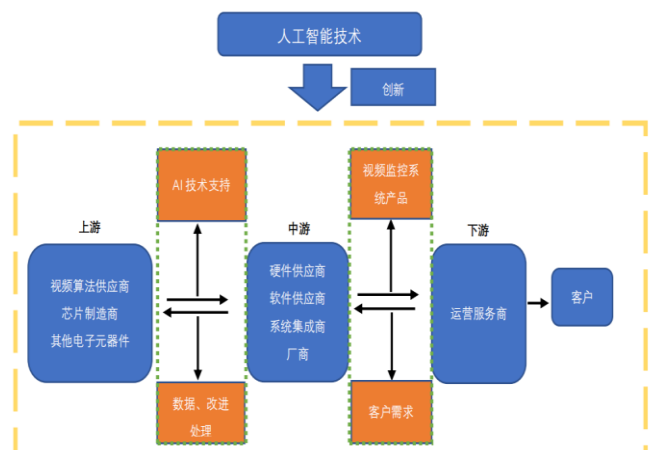 人工智能技术
创新
AI 技术支持
视频监控系
统产品
上游
中游
下游
视频算法供应商
芯片制造商
其他电子元器件
硬件供应商
软件供应商
系统集成商
厂商
运营服务商
客户
数据、改进
处理
客户需求